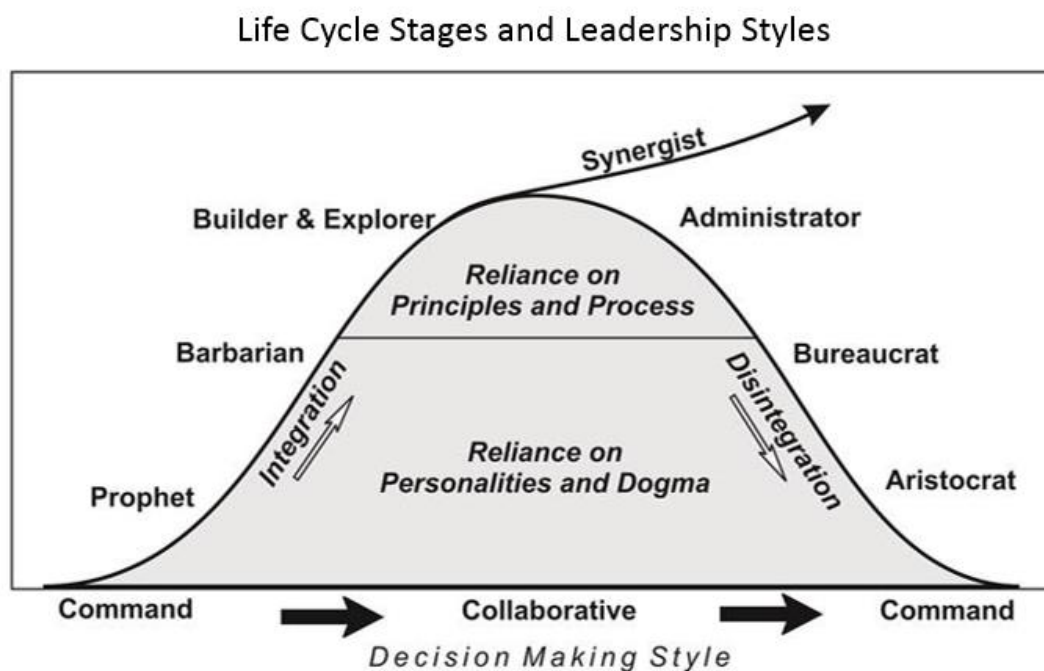 Life Cycle Stages and Leadership Styles
Synergist
Builder & Explorer
Administrator
Reliance on
Principles and Process
Barbarian
Bureaucrat
Integration
Disintegration
Reliance on
Personalities and Dogma
Prophet
Aristocrat
Command
Collaborative
Command
Decision Making Style